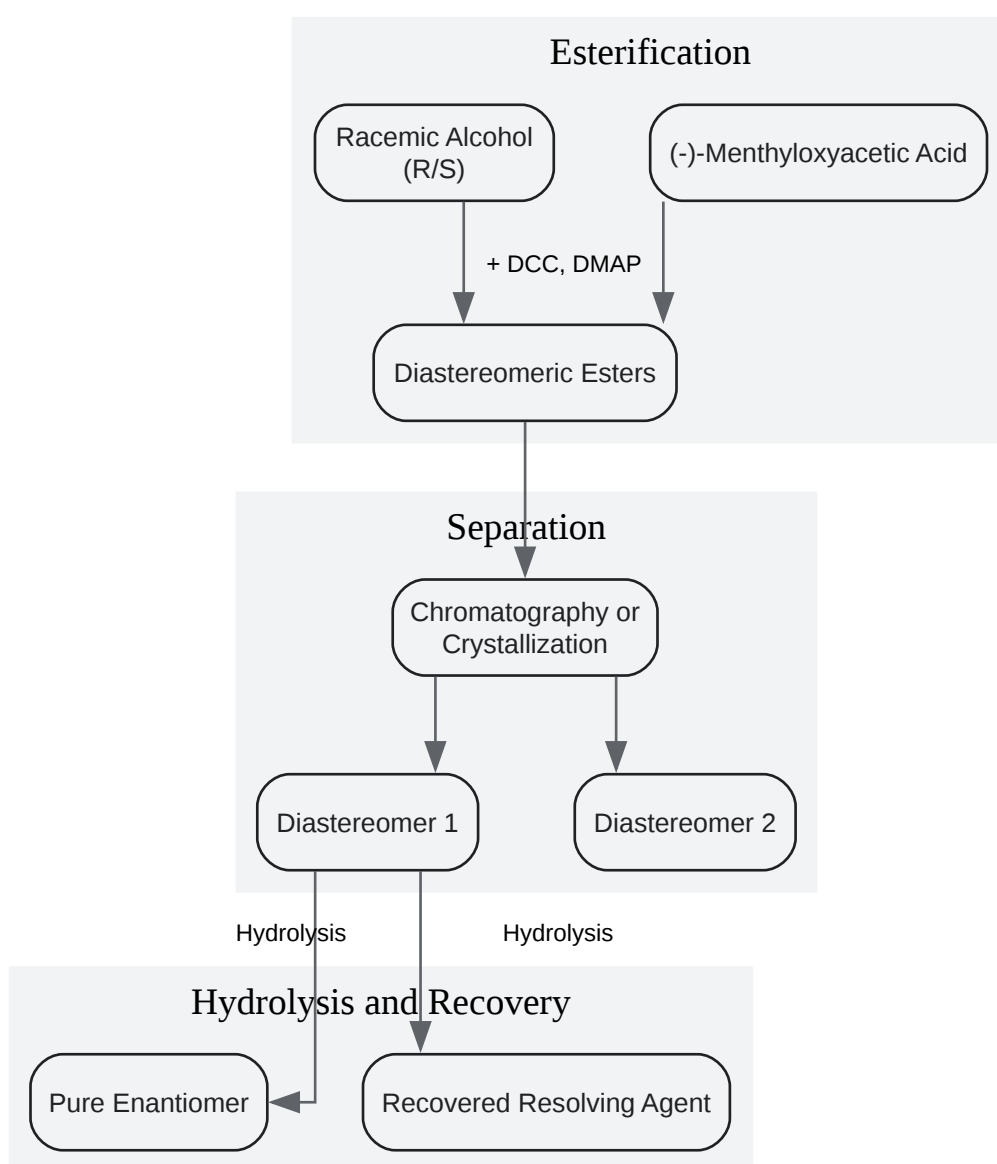 Esterification
Racemic Alcohol
(R/S)
(-)-Menthyloxyacetic Acid
+ DCC, DMAP
Diastereomeric Esters
Separation
Chromatography or
Crystallization
Diastereomer 1
Diastereomer 2
Hydrolysis
Hydrolysis
Hydrolysis and Recovery
Pure Enantiomer
Recovered Resolving Agent